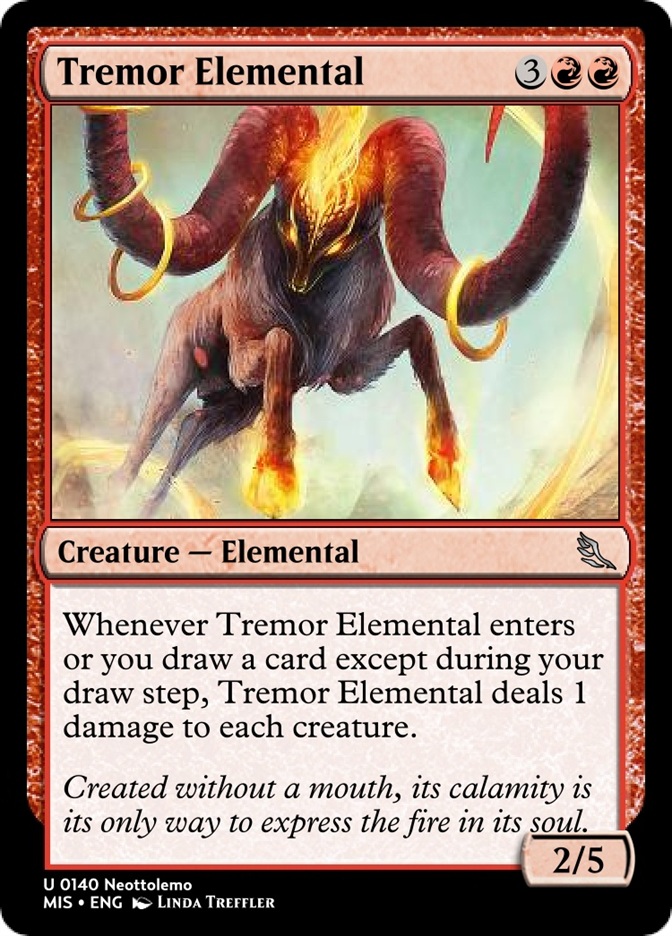 Tremor Elemental 3
Creature — Elemental
Whenever Tremor Elemental enters
or you draw a card except during your
draw step, Tremor Elemental deals 1
damage to each creature.
Created without a mouth, its calamity is
its only way to express the fire in its soul.
2/5
U 0140 Neottolemo
MIS • ENG LINDA TREFFLER